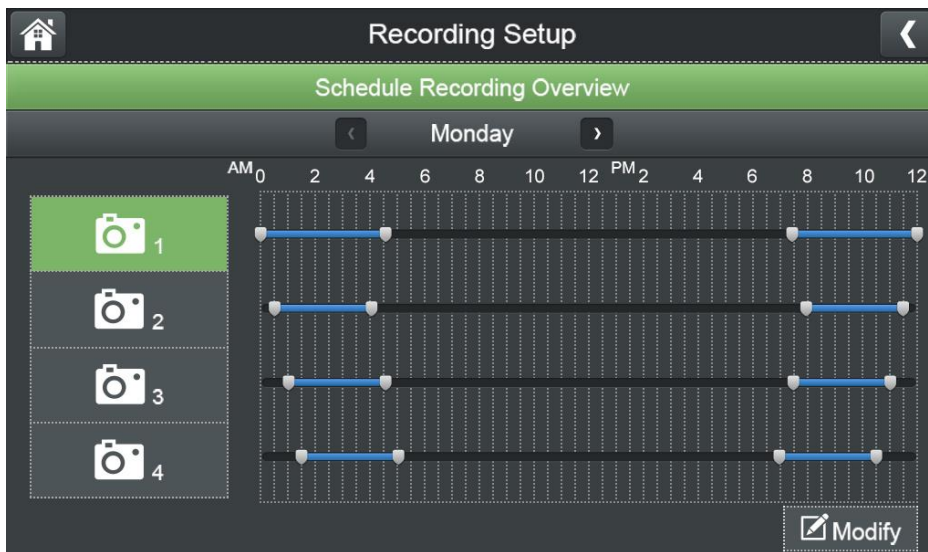 Recording Setup
Schedule Recording Overview
Monday
AM 0 2 4 6 8 10 12 PM 2 4 6 8 10 12
1
2
3
4
Modify